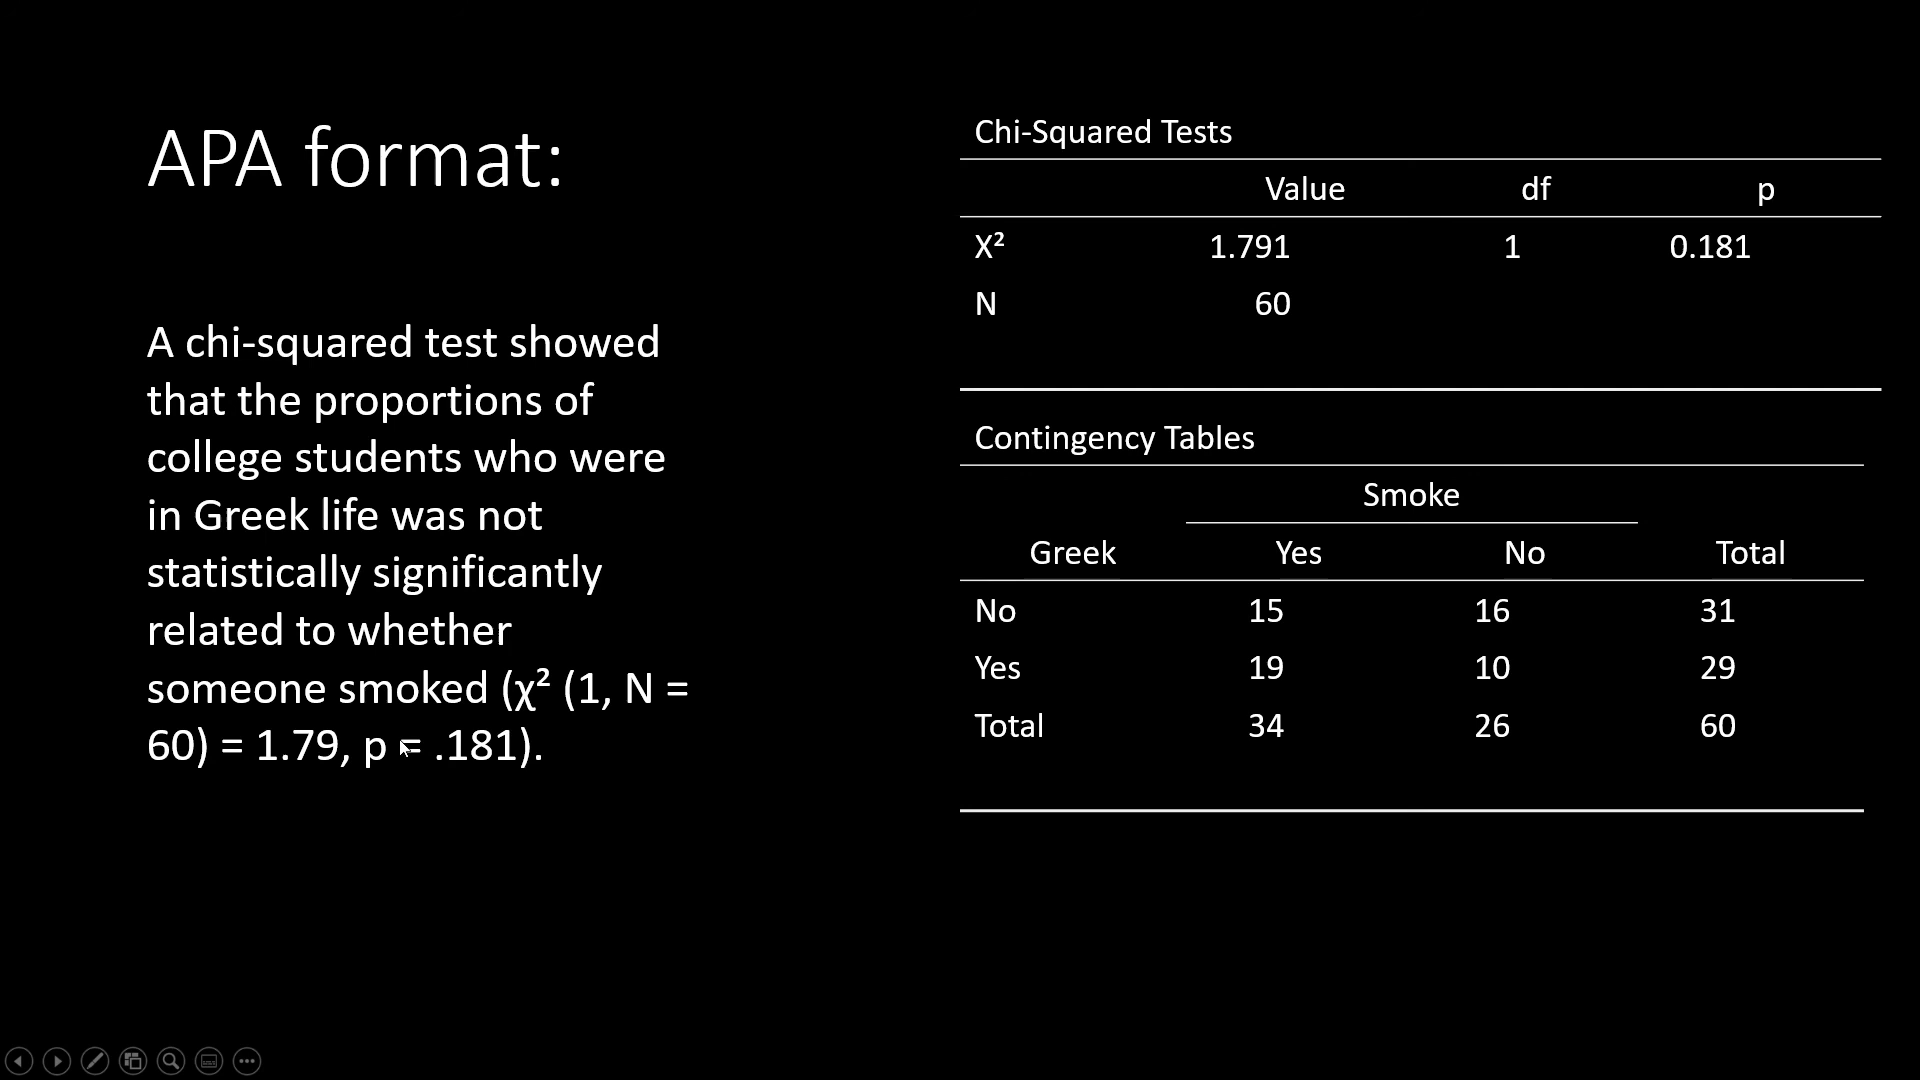 APA format:
A chi-squared test showed
that the proportions of
college students who were
in Greek life was not
statistically significantly
related to whether
someone smoked (χ² (1, N =
60) = 1.79, p = .181).
Chi-Squared Tests
Value df p
X² 1.791 1 0.181
N 60
Contingency Tables
Smoke
Greek Yes No Total
No 15 16 31
Yes 19 10 29
Total 34 26 60